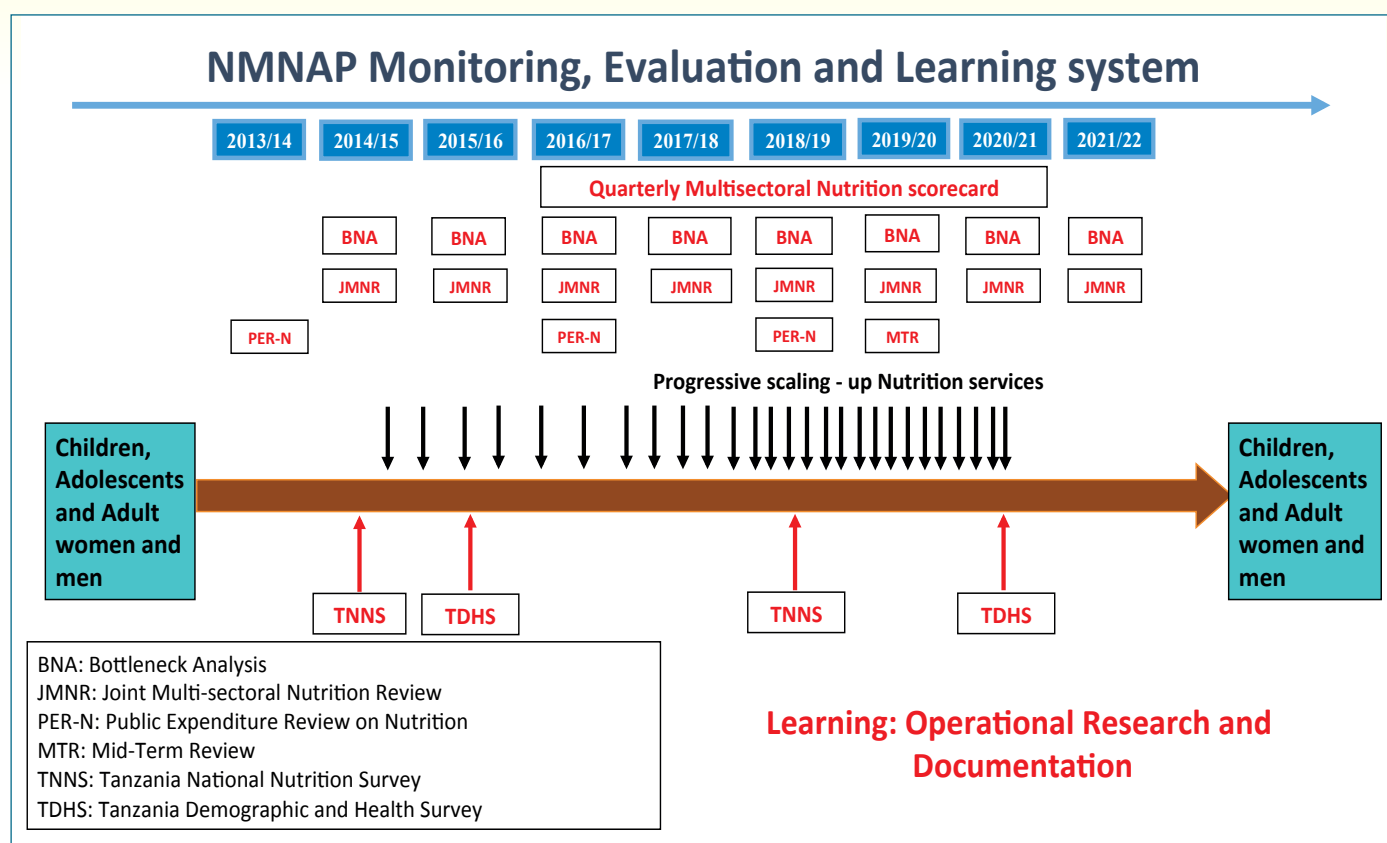 NMNAP Monitoring, Evaluation and Learning system
2013/14 2014/15 2015/16 2016/17 2017/18 2018/19 2019/20 2020/21 2021/22
Quarterly Multisectoral Nutrition scorecard
BNA BNA BNA BNA BNA BNA BNA BNA
JMNR JMNR JMNR JMNR JMNR JMNR JMNR JMNR
PER-N PER-N PER-N MTR
Progressive scaling - up Nutrition services
Children,
Adolescents
and Adult
women and
men
Children,
Adolescents
and Adult
women and
men
TNNS TDHS TNNS TDHS
BNA: Bottleneck Analysis
JMNR: Joint Multi-sectoral Nutrition Review
PER-N: Public Expenditure Review on Nutrition
MTR: Mid-Term Review
TNNS: Tanzania National Nutrition Survey
TDHS: Tanzania Demographic and Health Survey
Learning: Operational Research and
Documentation